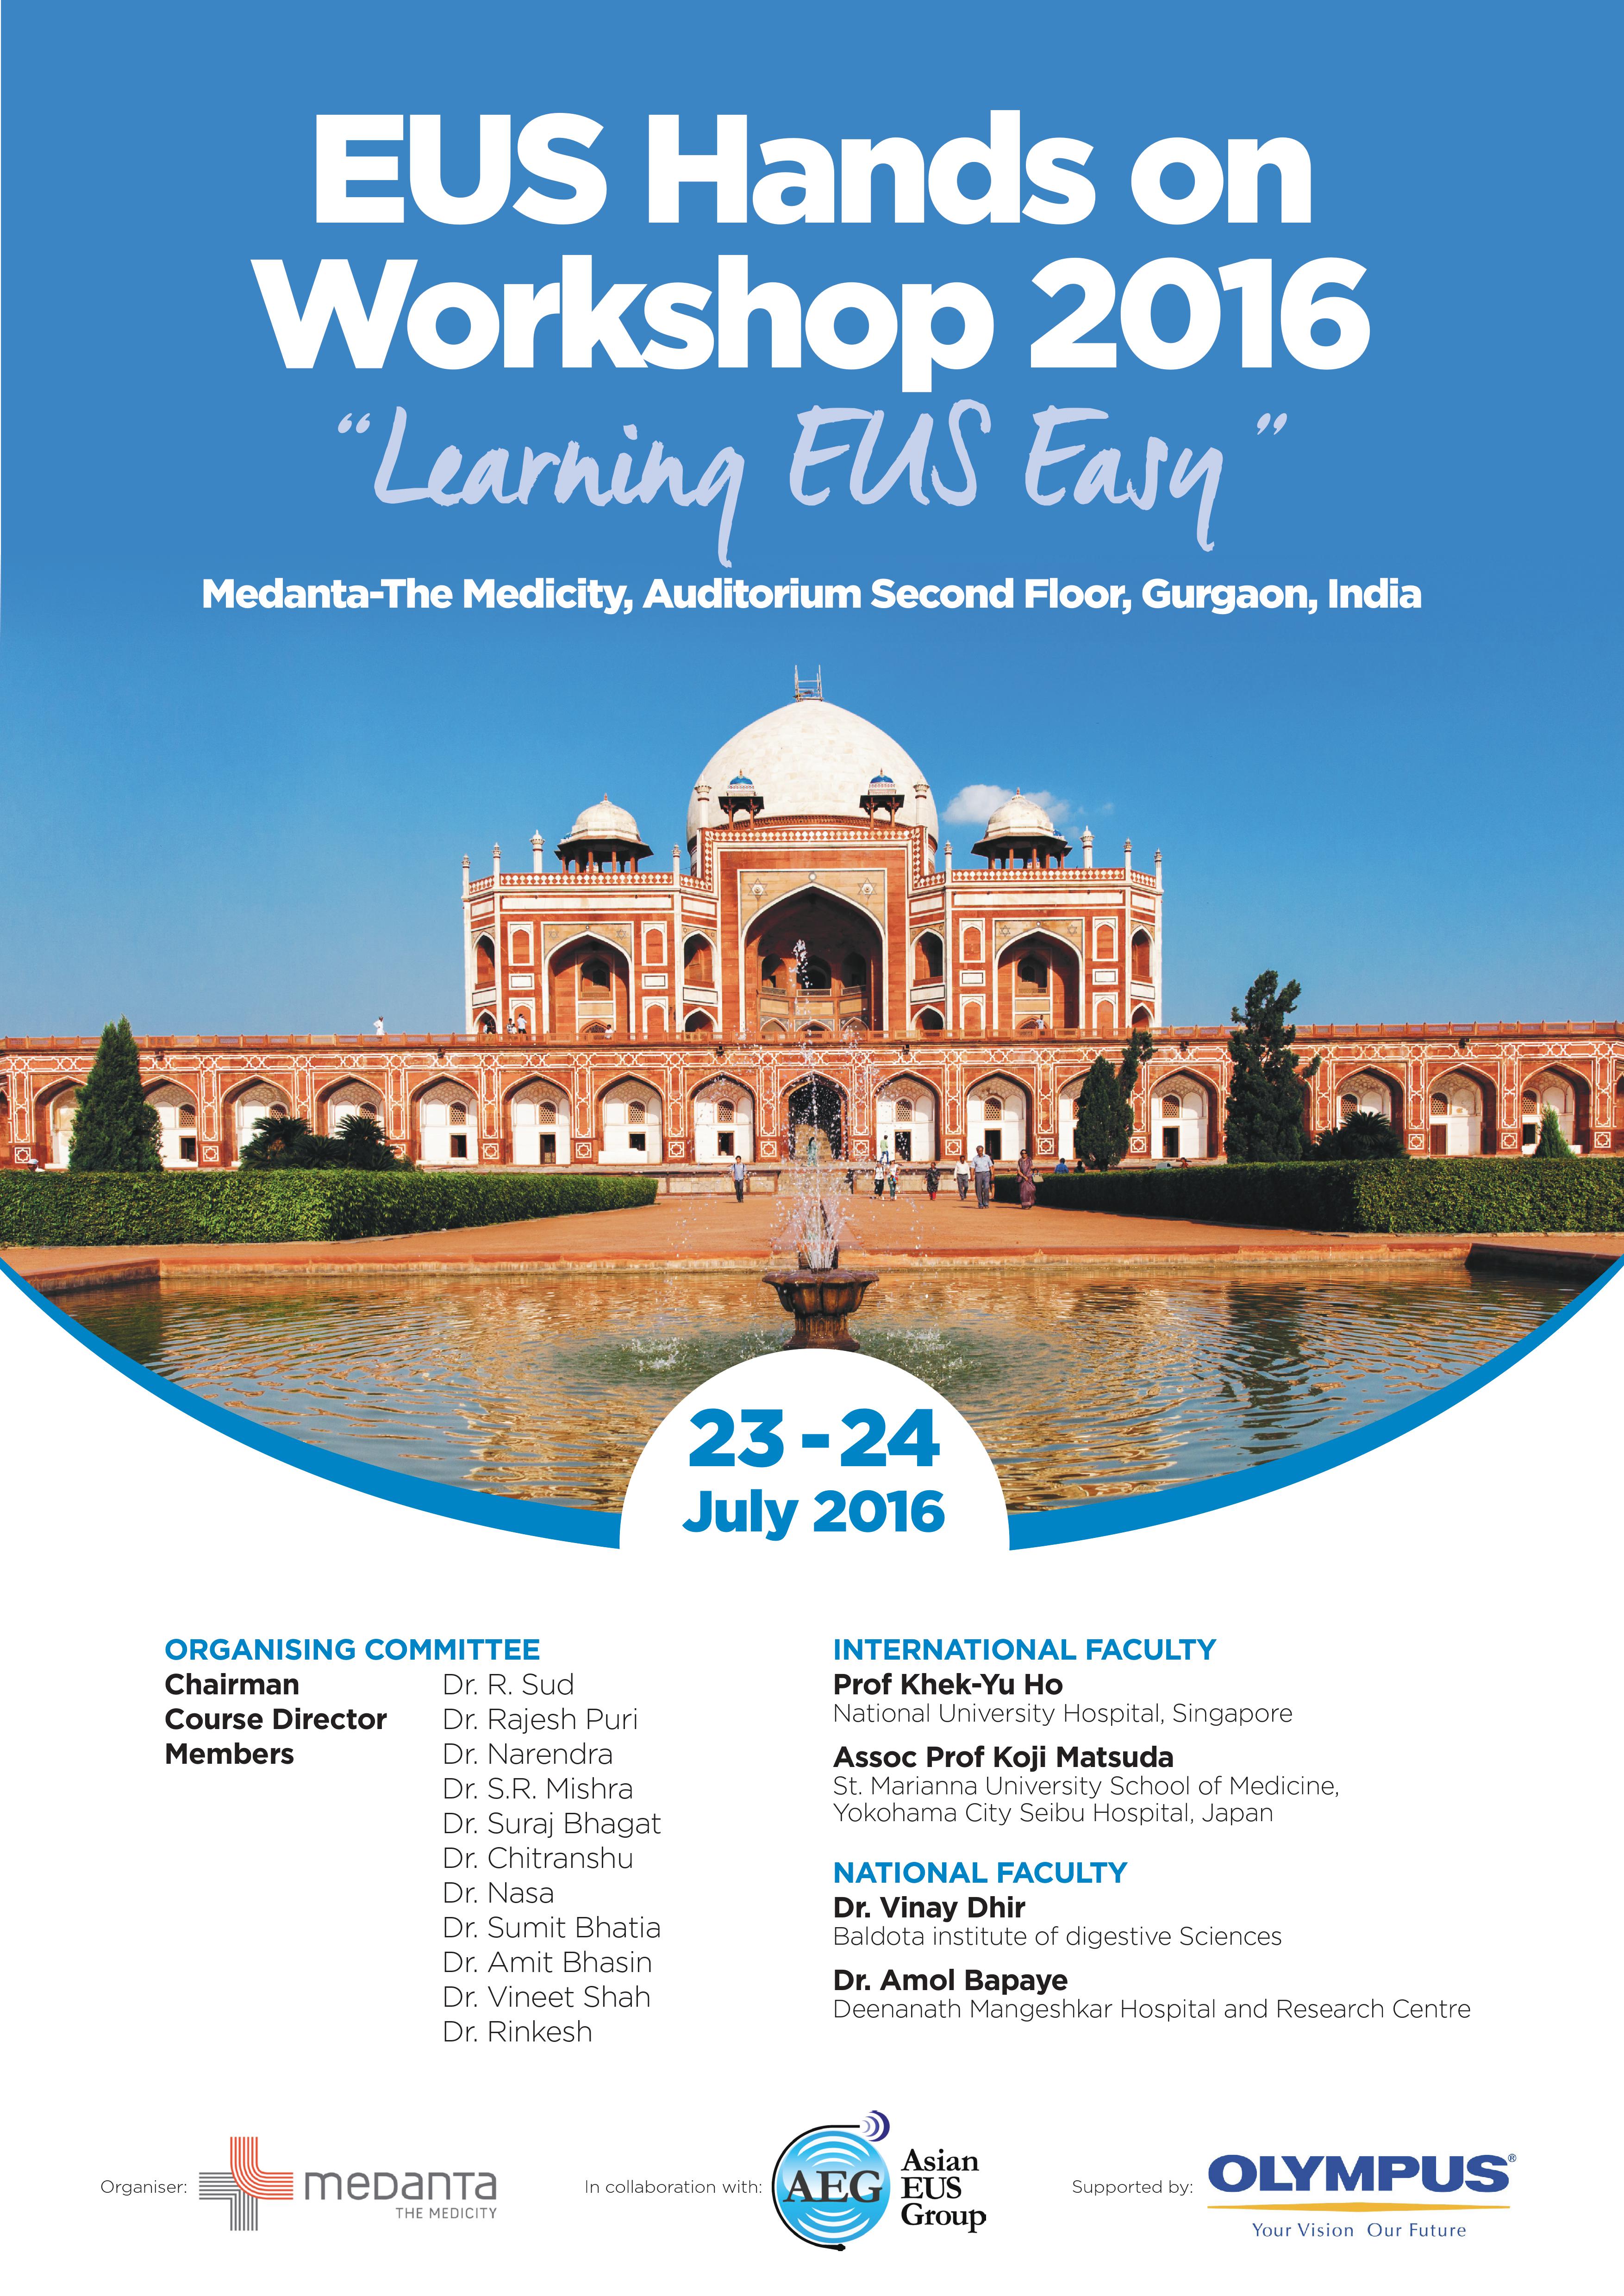 EUS Hands on
Workshop 2016
“Learning EUS Easy”
Medanta-The Medicity, Auditorium Second Floor, Gurgaon, India
23 - 24
July 2016
ORGANISING COMMITTEE
Chairman Dr. R. Sud
Course Director Dr. Rajesh Puri
Members Dr. Narendra
Dr. S.R. Mishra
Dr. Suraj Bhagat
Dr. Chitranshu
Dr. Nasa
Dr. Sumit Bhatia
Dr. Amit Bhasin
Dr. Vineet Shah
Dr. Rinkesh
INTERNATIONAL FACULTY
Prof Khek-Yu Ho
National University Hospital, Singapore
Assoc Prof Koji Matsuda
St. Marianna University School of Medicine,
Yokohama City Seibu Hospital, Japan
NATIONAL FACULTY
Dr. Vinay Dhir
Baldota institute of digestive Sciences
Dr. Amol Bapaye
Deenanath Mangeshkar Hospital and Research Centre
Organiser:
meDanTa
THE MEDICITY
In collaboration with:
AEG
Asian
EUS
Group
Supported by:
OLYMPUS®
Your Vision Our Future